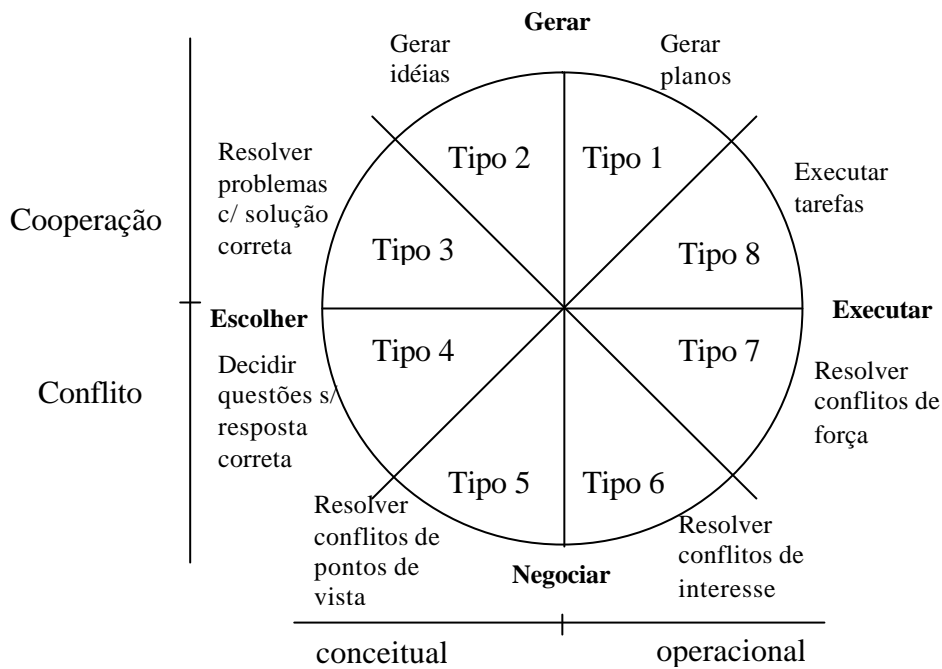 Gerar
Gerar
idéias
Gerar
planos
Resolver
problemas
c/ solução
correta
Tipo 2
Tipo 1
Executar
tarefas
Cooperação
Tipo 3
Tipo 8
Escolher
Executar
Conflito
Decidir
questões s/
resposta
correta
Tipo 4
Tipo 7
Resolver
conflitos de
força
Tipo 5
Tipo 6
Resolver
conflitos de
pontos de
vista
Negociar
Resolver
conflitos de
interesse
conceitual
operacional